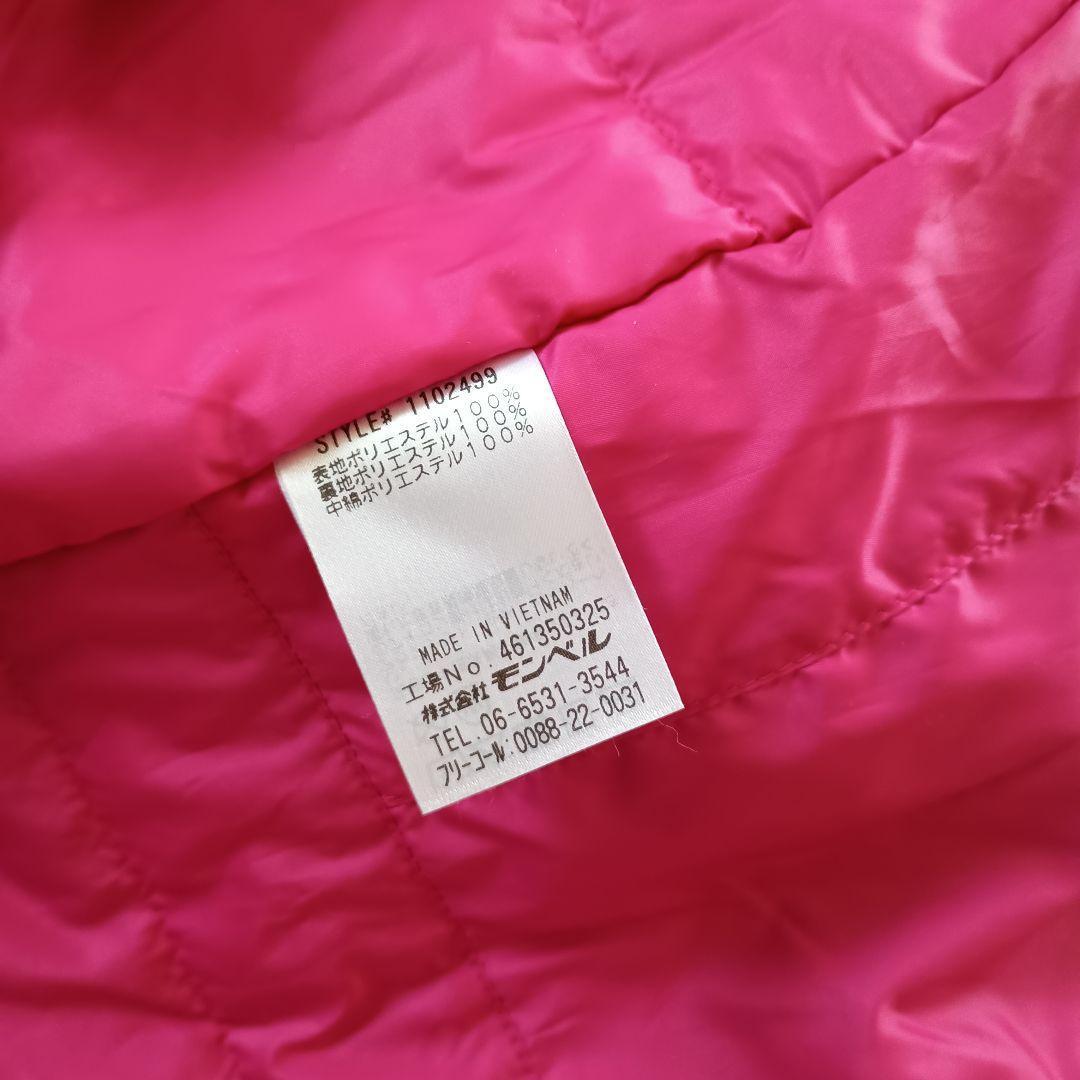 STYLE# 1102499
表地ポリエステル100%
裏地ポリエステル100%
中綿ポリエステル100%
MADE IN VIETNAM
工場No.461350325
株式会社モンベル
TEL.06-6531-3544
フリーコール:0088-22-0031